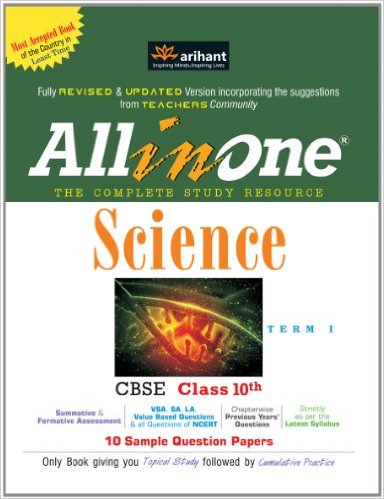 Most Accepted Book
of the Country in
Least Time
arihant
Inspiring Minds, Inspiring Lives
Fully REVISED & UPDATED Version incorporating the suggestions
from TEACHERS Community
All in One®
THE COMPLETE STUDY RESOURCE
Science
TERM I
CBSE Class 10th
Summative &
Formative Assessment
VSA, SA, LA,
Value Based Questions
& all Questions of NCERT
Chapterwise
Previous Years'
Questions
Strictly
as per the
Latest Syllabus
10 Sample Question Papers
Only Book giving you Topical Study followed by Cumulative Practice